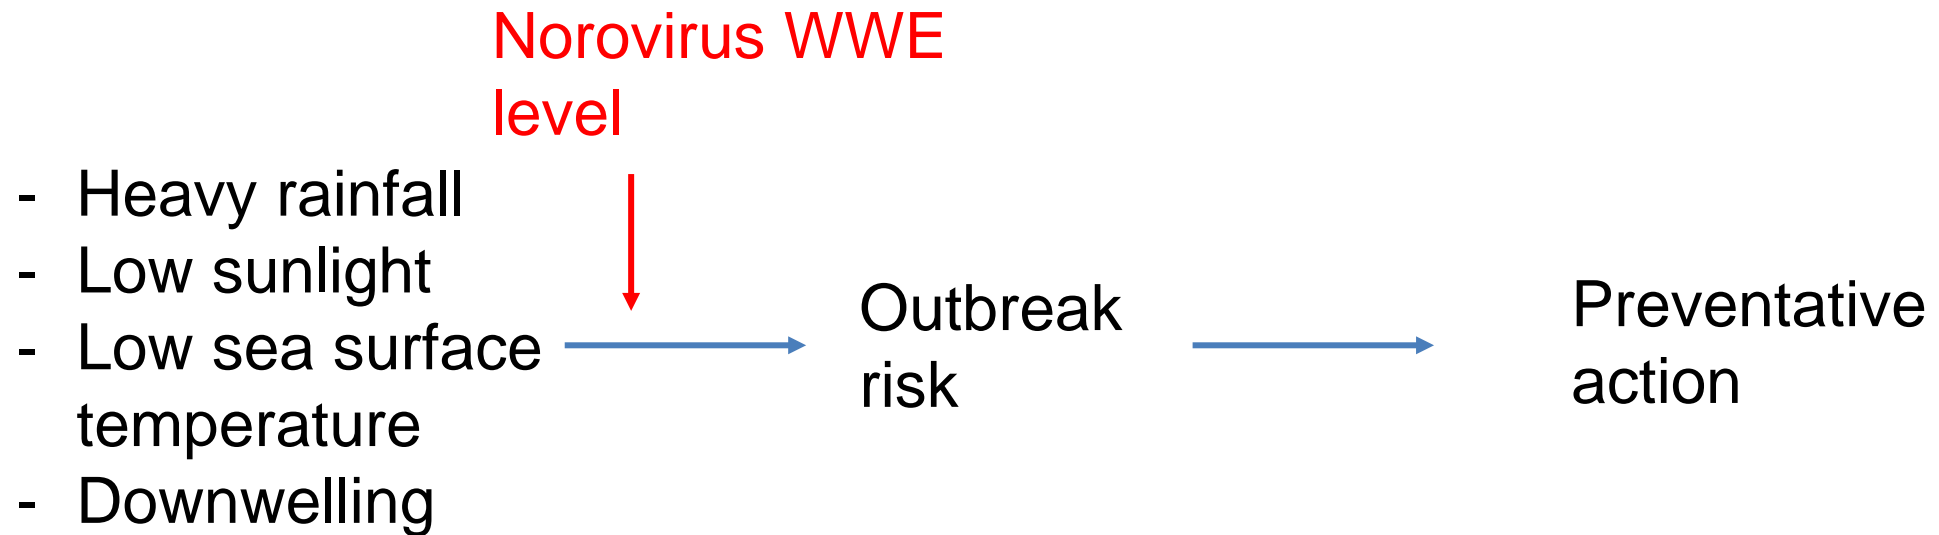 Norovirus WWE
level
- Heavy rainfall
- Low sunlight
- Low sea surface
temperature
- Downwelling
Outbreak
risk
Preventative
action